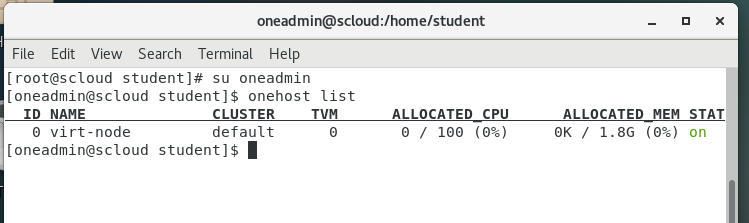 oneadmin@scloud:/home/student
File Edit View Search Terminal Help
[root@scloud student]# su oneadmin
[oneadmin@scloud student]$ onehost list
ID NAME CLUSTER TVM ALLOCATED_CPU ALLOCATED_MEM STAT
0 virt-node default 0 0 / 100 (0%) 0K / 1.8G (0%) on
[oneadmin@scloud student]$